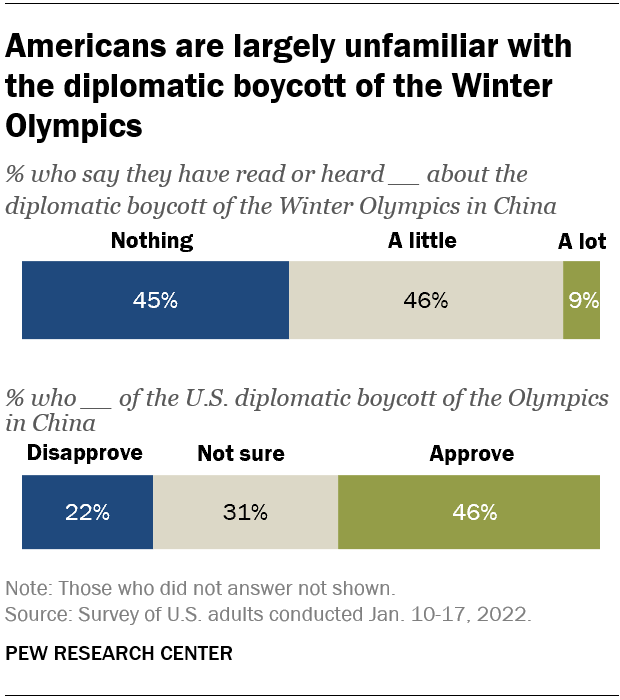 Americans are largely unfamiliar with
the diplomatic boycott of the Winter
Olympics
% who say they have read or heard __ about the
diplomatic boycott of the Winter Olympics in China
Nothing A little A lot
45% 46% 9%
% who __ of the U.S. diplomatic boycott of the Olympics
in China
Disapprove Not sure Approve
22% 31% 46%
Note: Those who did not answer not shown.
Source: Survey of U.S. adults conducted Jan. 10-17, 2022.
PEW RESEARCH CENTER